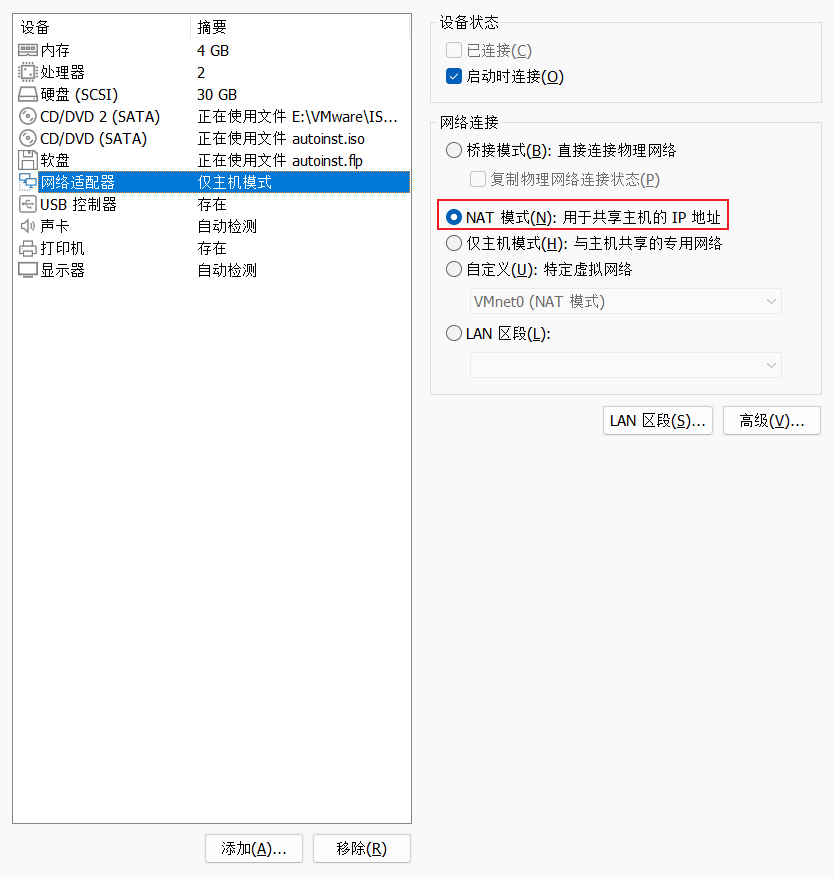 设备 摘要
内存 4 GB
处理器 2
硬盘 (SCSI) 30 GB
CD/DVD 2 (SATA) 正在使用文件 E:\VMware\IS...
CD/DVD (SATA) 正在使用文件 autoinst.iso
软盘 正在使用文件 autoinst.flp
网络适配器 仅主机模式
USB 控制器 存在
声卡 自动检测
打印机 存在
显示器 自动检测
添加(A)... 移除(R)
设备状态
已连接(C)
启动时连接(O)
网络连接
桥接模式(B): 直接连接物理网络
复制物理网络连接状态(P)
NAT 模式(N): 用于共享主机的 IP 地址
仅主机模式(H): 与主机共享的专用网络
自定义(U): 特定虚拟网络
VMnet0 (NAT 模式)
LAN 区段(L):
LAN 区段(S)... 高级(V)...